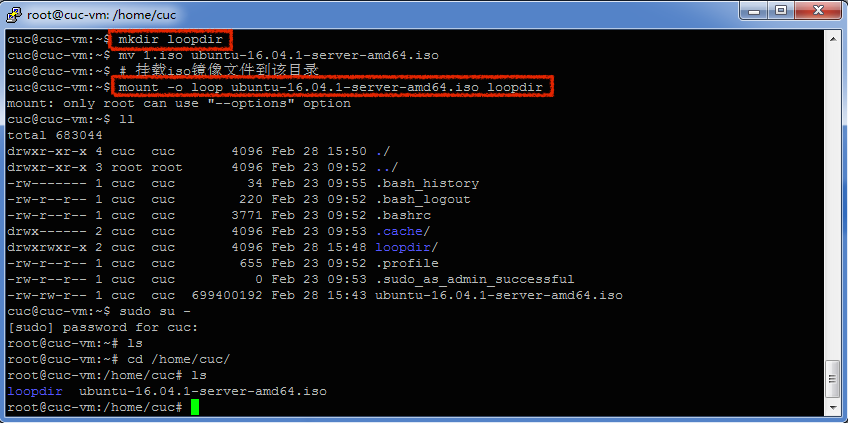 root@cuc-vm: /home/cuc
cuc@cuc-vm:~$ mkdir loopdir
cuc@cuc-vm:~$ mv 1.iso ubuntu-16.04.1-server-amd64.iso
cuc@cuc-vm:~$ # 挂载iso镜像文件到该目录
cuc@cuc-vm:~$ mount -o loop ubuntu-16.04.1-server-amd64.iso loopdir
mount: only root can use "--options" option
cuc@cuc-vm:~$ ll
total 683044
drwxr-xr-x 4 cuc  cuc       4096 Feb 28 15:50 ./
drwxr-xr-x 3 root root      4096 Feb 23 09:52 ../
-rw------- 1 cuc  cuc         34 Feb 23 09:55 .bash_history
-rw-r--r-- 1 cuc  cuc        220 Feb 23 09:52 .bash_logout
-rw-r--r-- 1 cuc  cuc       3771 Feb 23 09:52 .bashrc
drwx------ 2 cuc  cuc       4096 Feb 23 09:53 .cache/
drwxrwxr-x 2 cuc  cuc       4096 Feb 28 15:48 loopdir/
-rw-r--r-- 1 cuc  cuc        655 Feb 23 09:52 .profile
-rw-r--r-- 1 cuc  cuc          0 Feb 23 09:53 .sudo_as_admin_successful
-rw-rw-r-- 1 cuc  cuc  699400192 Feb 28 15:43 ubuntu-16.04.1-server-amd64.iso
cuc@cuc-vm:~$ sudo su -
[sudo] password for cuc:
root@cuc-vm:~# ls
root@cuc-vm:~# cd /home/cuc/
root@cuc-vm:/home/cuc# ls
loopdir  ubuntu-16.04.1-server-amd64.iso
root@cuc-vm:/home/cuc#